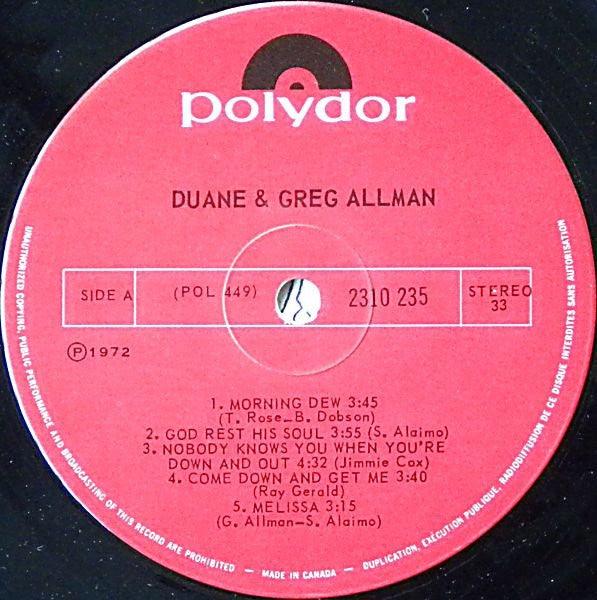 polydor
DUANE & GREG ALLMAN
SIDE A
(POL 449)
2310 235
STEREO
33
Ⓟ1972
1. MORNING DEW 3:45
(T. Rose_B. Dobson)
2. GOD REST HIS SOUL 3:55 (S. Alaimo)
3. NOBODY KNOWS YOU WHEN YOU'RE
DOWN AND OUT 4:32 (Jimmie Cox)
4. COME DOWN AND GET ME 3:40
(Ray Gerald)
5. MELISSA 3:15
(G. Allman—S. Alaimo)
UNAUTHORIZED COPYING, PUBLIC PERFORMANCE AND BROADCASTING OF THIS RECORD ARE PROHIBITED — MADE IN CANADA — DUPLICATION, EXÉCUTION PUBLIQUE, RADIODIFFUSION DE CE DISQUE INTERDITES SANS AUTORISATION